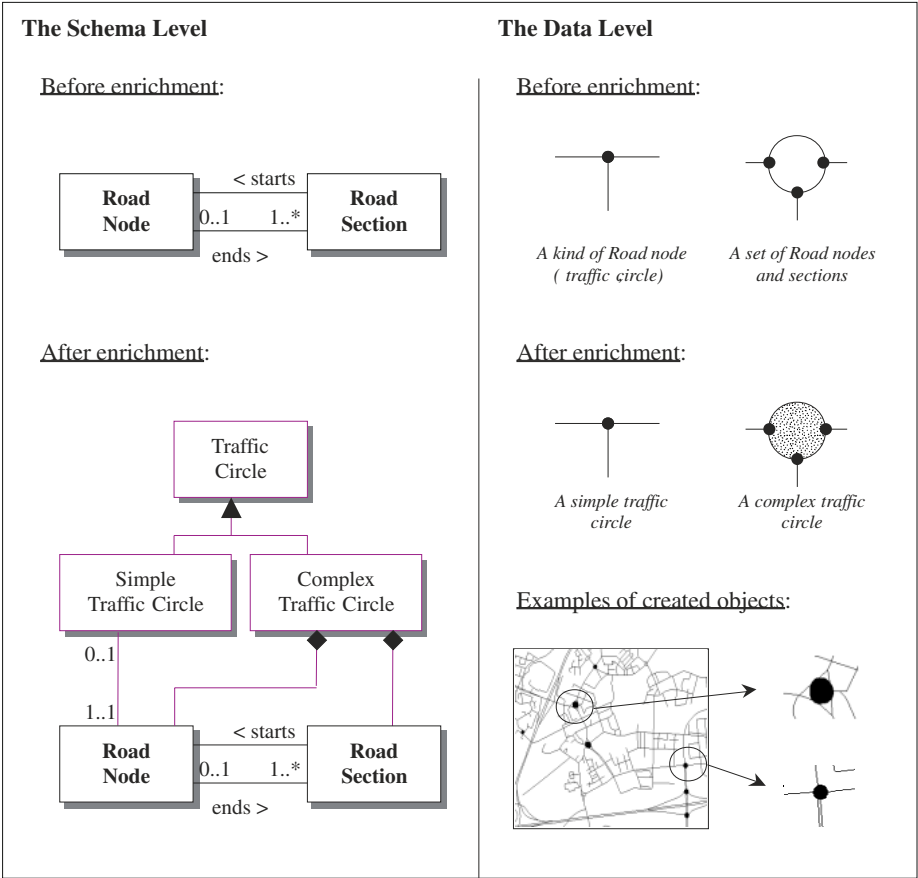 The Schema Level
Before enrichment:
< starts
Road
Node
Road
Section
0..1
1..*
ends >
After enrichment:
Traffic
Circle
Simple
Traffic Circle
Complex
Traffic Circle
0..1
1..1
< starts
Road
Node
Road
Section
0..1
1..*
ends >
The Data Level
Before enrichment:
A kind of Road node
( traffic circle)
A set of Road nodes
and sections
After enrichment:
A simple traffic
circle
A complex traffic
circle
Examples of created objects: